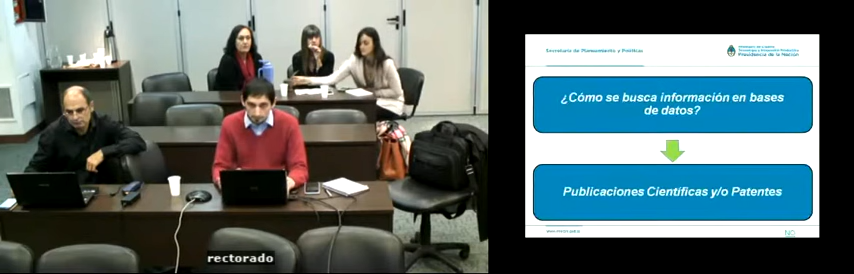 Secretaría de Planeamiento y Políticas
Presidencia de la Nación
¿Cómo se busca información en bases
de datos?
Publicaciones Científicas y/o Patentes
rectorado